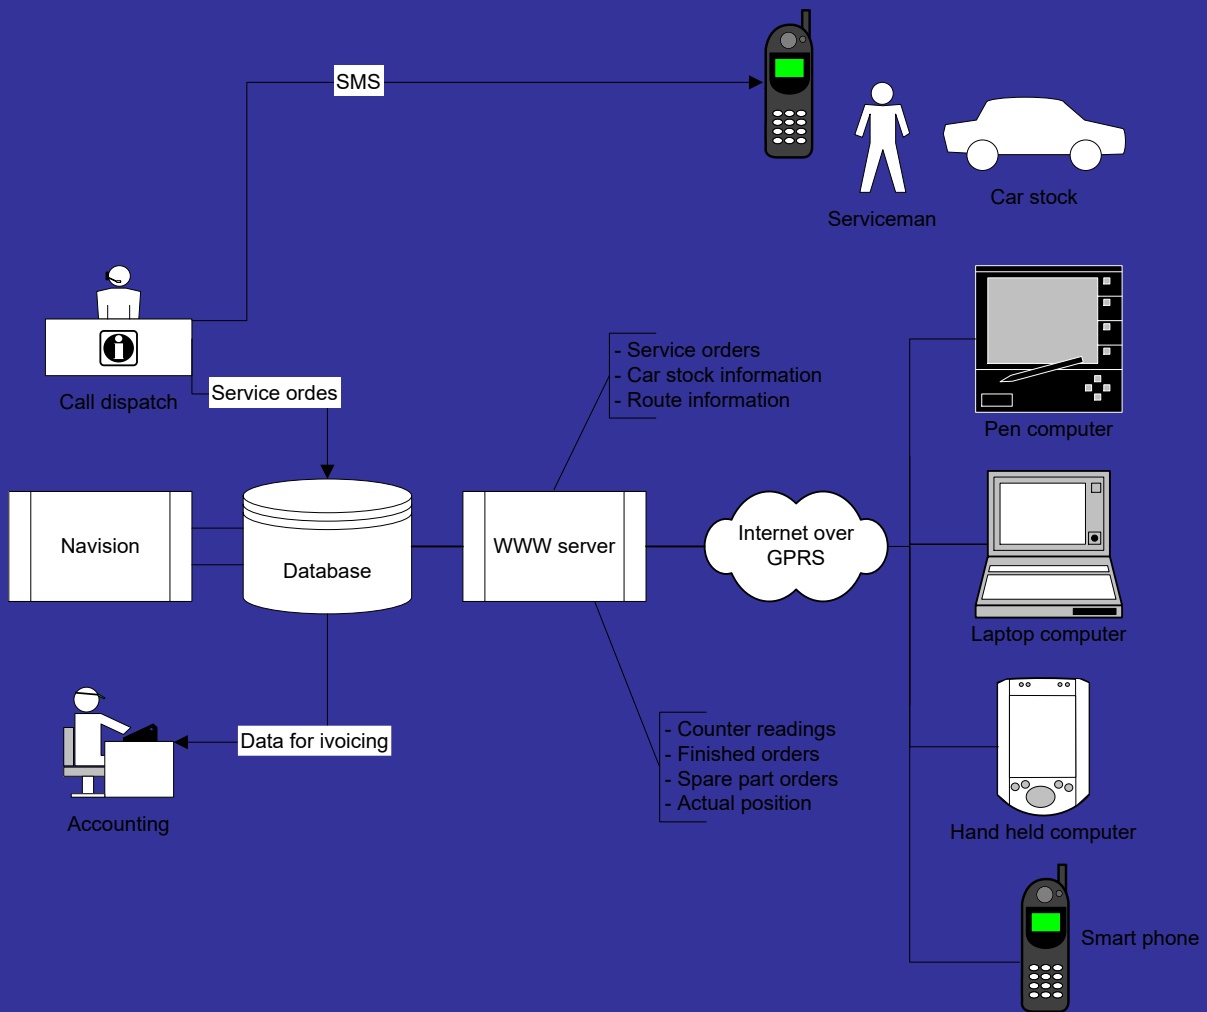 SMS
Car stock
Serviceman
Call dispatch
Service ordes
- Service orders
- Car stock information
- Route information
Pen computer
Navision
Database
WWW server
Internet over
GPRS
Laptop computer
Data for ivoicing
- Counter readings
- Finished orders
- Spare part orders
- Actual position
Accounting
Hand held computer
Smart phone